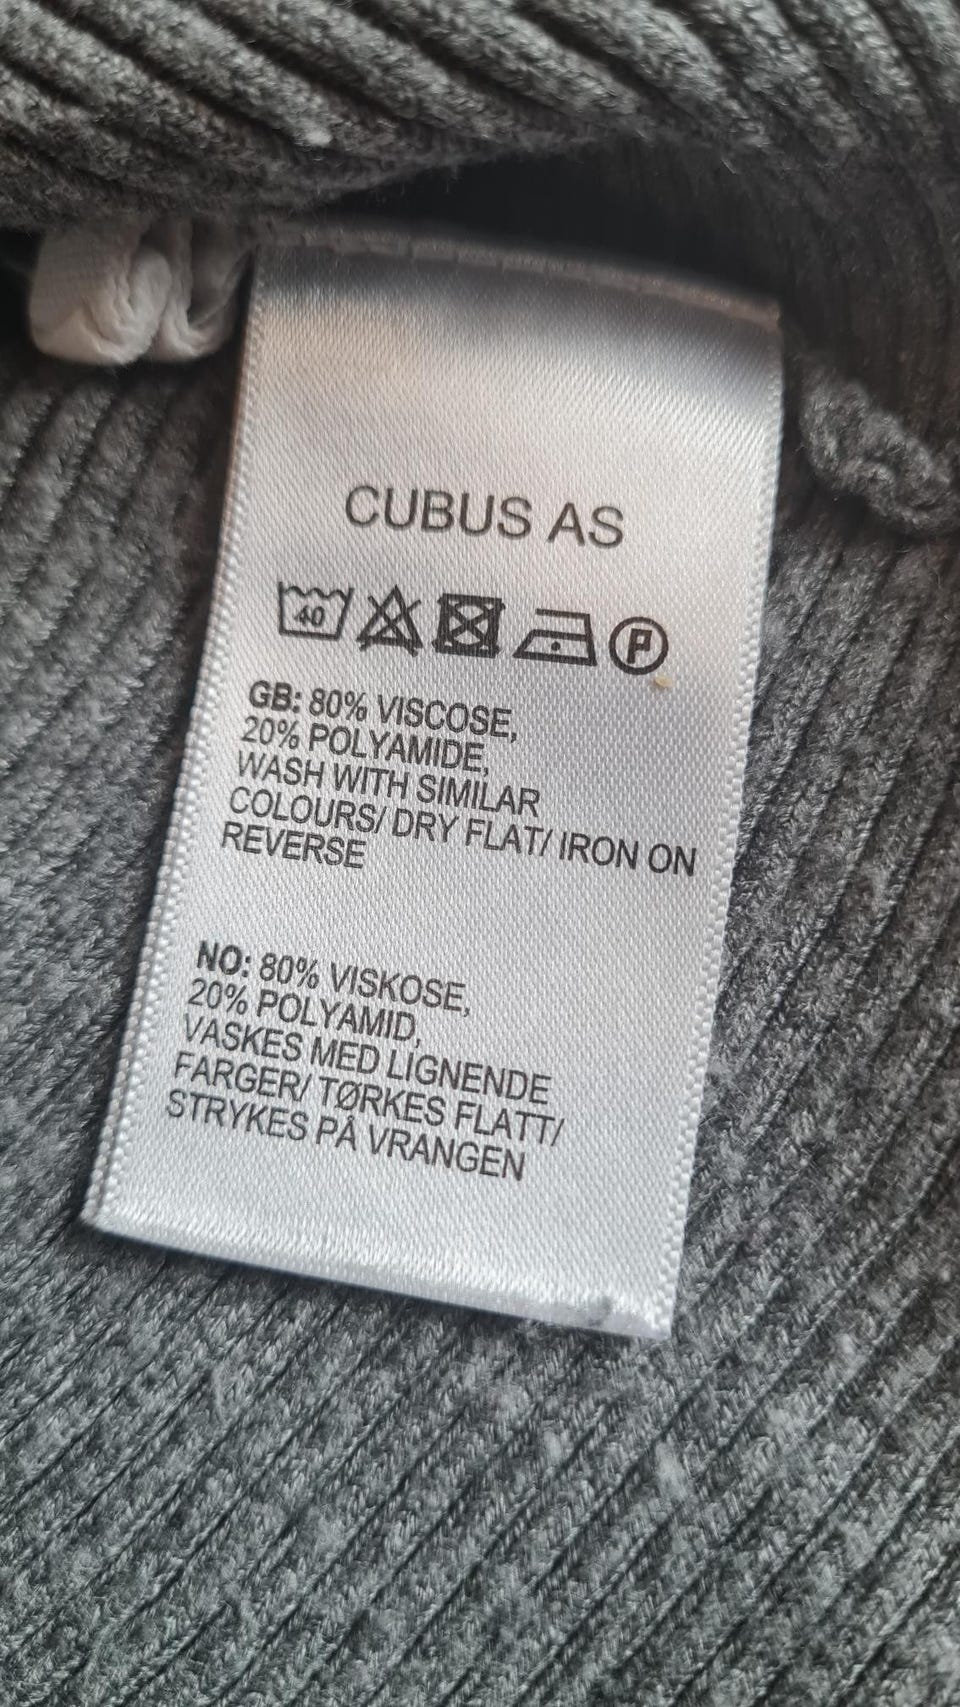 CUBUS AS
40 P
GB: 80% VISCOSE,
20% POLYAMIDE,
WASH WITH SIMILAR
COLOURS/ DRY FLAT/ IRON ON
REVERSE
NO: 80% VISKOSE,
20% POLYAMID,
VASKES MED LIGNENDE
FARGER/ TØRKES FLATT/
STRYKES PÅ VRANGEN